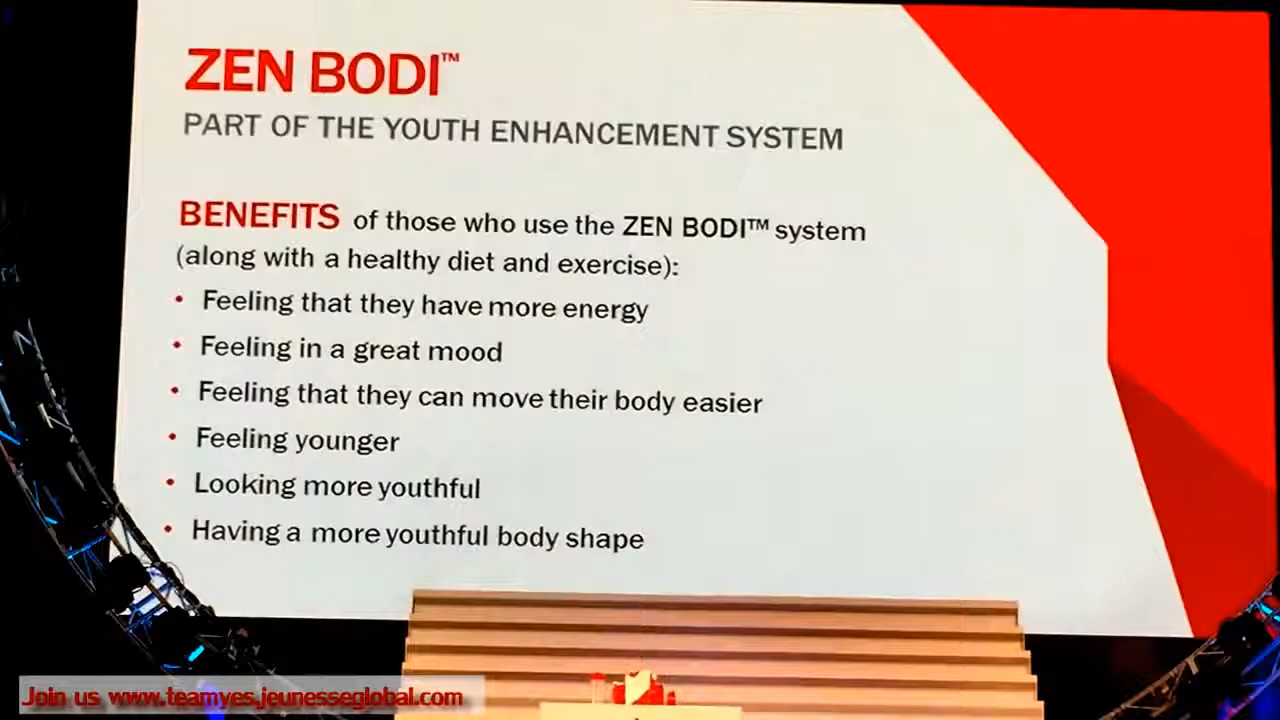 ZEN BODI™
PART OF THE YOUTH ENHANCEMENT SYSTEM
BENEFITS of those who use the ZEN BODI™ system
(along with a healthy diet and exercise):
• Feeling that they have more energy
• Feeling in a great mood
• Feeling that they can move their body easier
• Feeling younger
• Looking more youthful
• Having a more youthful body shape
Join us www.teamyes.jeunesseglobal.com